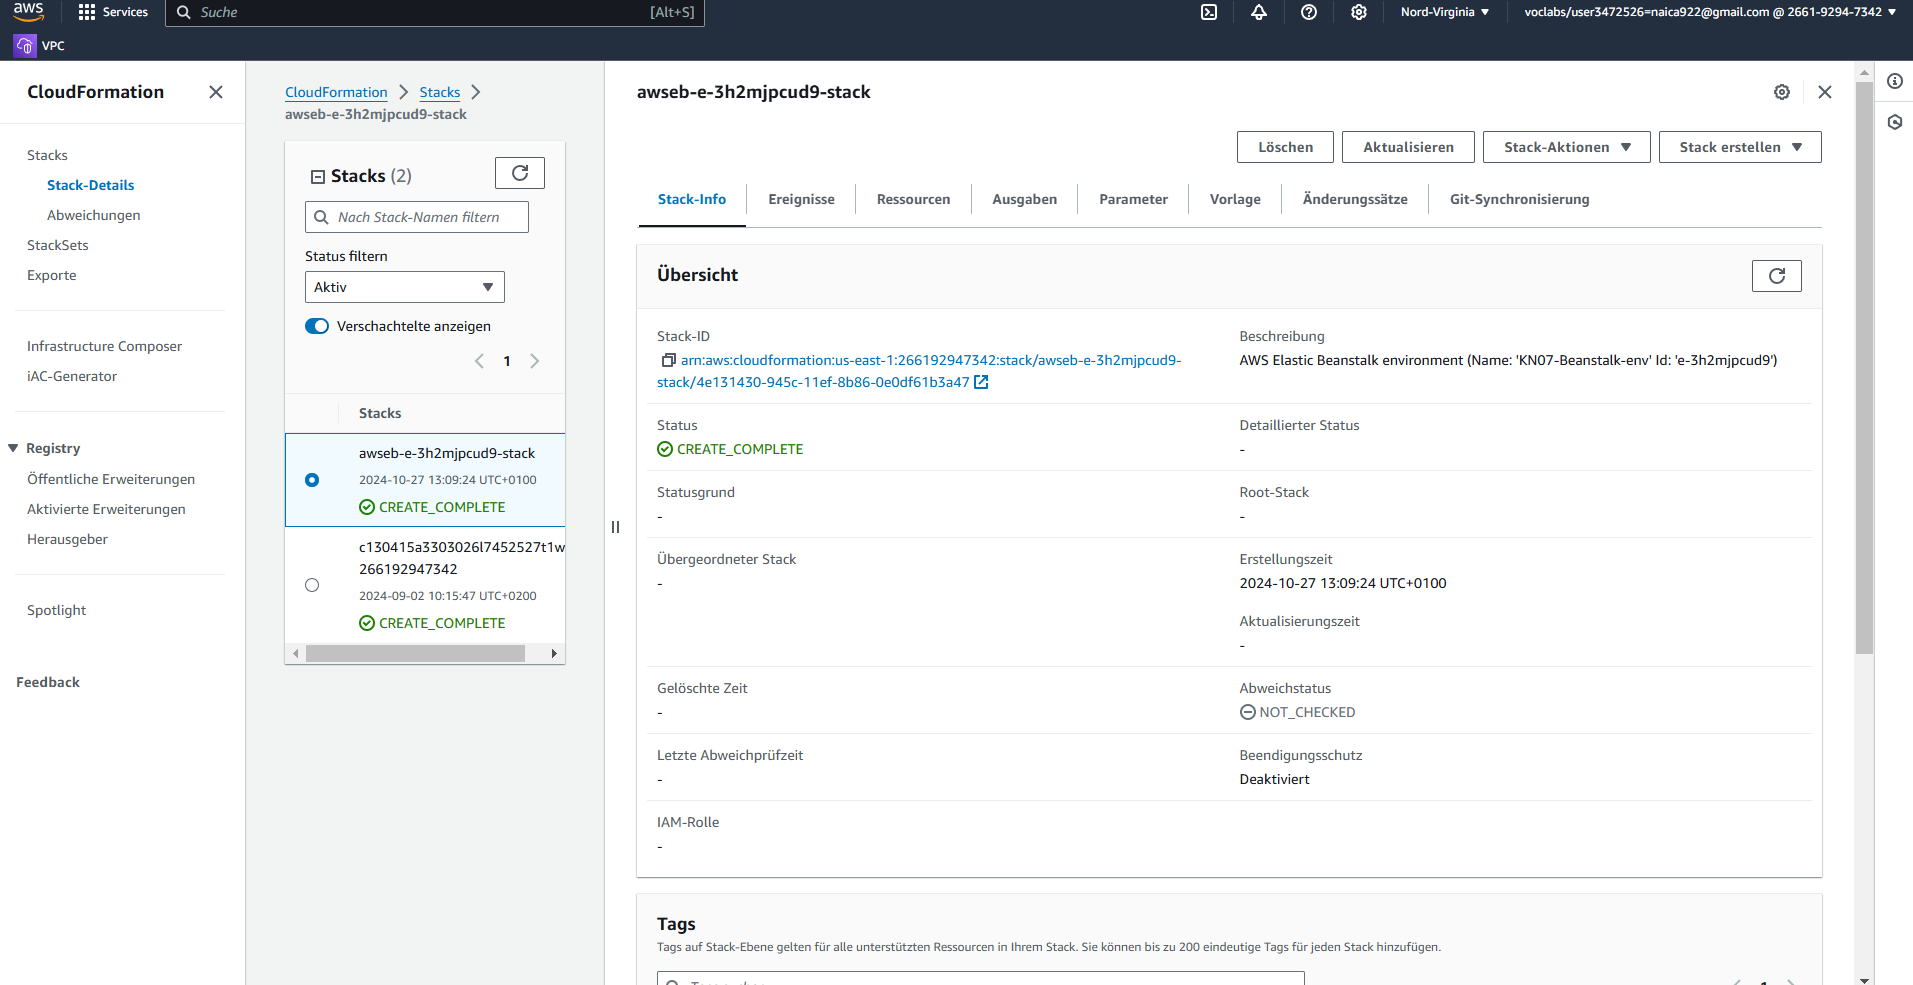 aws
Services
Suche
[Alt+S]
Nord-Virginia
voclabs/user3472526=naica922@gmail.com @ 2661-9294-7342
VPC
CloudFormation
Stacks
Stack-Details
Abweichungen
StackSets
Exporte
Infrastructure Composer
iAC-Generator
Registry
Öffentliche Erweiterungen
Aktivierte Erweiterungen
Herausgeber
Spotlight
Feedback
CloudFormation
Stacks
awseb-e-3h2mjpcud9-stack
Stacks (2)
Nach Stack-Namen filtern
Status filtern
Aktiv
Verschachtelte anzeigen
1
Stacks
awseb-e-3h2mjpcud9-stack
2024-10-27 13:09:24 UTC+0100
CREATE_COMPLETE
c130415a3303026l7452527t1w
266192947342
2024-09-02 10:15:47 UTC+0200
CREATE_COMPLETE
awseb-e-3h2mjpcud9-stack
Löschen
Aktualisieren
Stack-Aktionen
Stack erstellen
Stack-Info
Ereignisse
Ressourcen
Ausgaben
Parameter
Vorlage
Änderungssätze
Git-Synchronisierung
Übersicht
Stack-ID
arn:aws:cloudformation:us-east-1:266192947342:stack/awseb-e-3h2mjpcud9-
stack/4e131430-945c-11ef-8b86-0e0df61b3a47
Beschreibung
AWS Elastic Beanstalk environment (Name: 'KN07-Beanstalk-env' Id: 'e-3h2mjpcud9')
Status
CREATE_COMPLETE
Detaillierter Status
-
Statusgrund
-
Root-Stack
-
Übergeordneter Stack
-
Erstellungszeit
2024-10-27 13:09:24 UTC+0100
Aktualisierungszeit
-
Gelöschte Zeit
-
Abweichstatus
NOT_CHECKED
Letzte Abweichprüfzeit
-
Beendigungsschutz
Deaktiviert
IAM-Rolle
-
Tags
Tags auf Stack-Ebene gelten für alle unterstützten Ressourcen in Ihrem Stack. Sie können bis zu 200 eindeutige Tags für jeden Stack hinzufügen.